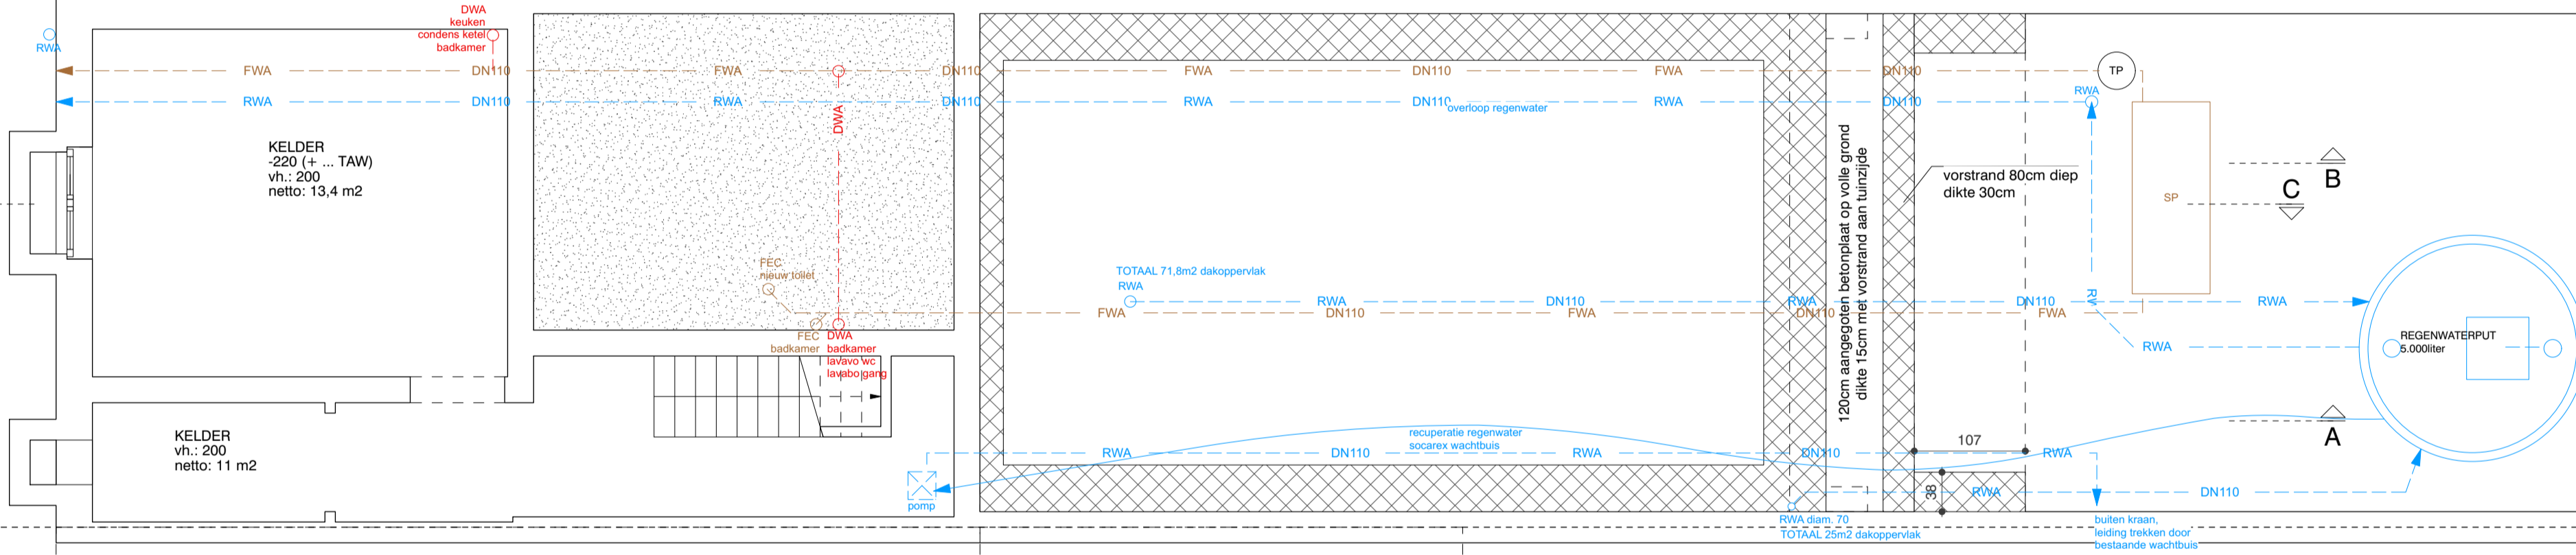 DWA
keuken
condens ketel
badkamer
RWA
FWA DN110 FWA DN110 FWA DN110 FWA DN110
TP
RWA DN110 RWA DN110 RWA DN110 RWA DN110
overloop regenwater
RWA
DWA
KELDER
-220 (+ ... TAW)
vh.: 200
netto: 13,4 m2
120cm aangegoten betonplaat op volle grond
dikte 15cm met vorstrand aan tuinzijde
vorstrand 80cm diep
dikte 30cm
SP
B
C
FEC
nieuw toilet
TOTAAL 71,8m2 dakoppervlak
RWA
RWA DN110 RWA DN110 RWA
FWA DN110 FWA DN110 FWA
RW
RWA
FEC
badkamer
DWA
badkamer
lavavo wc
lavabo gang
REGENWATERPUT
5.000liter
KELDER
vh.: 200
netto: 11 m2
recuperatie regenwater
socarex wachtbuis
RWA DN110 RWA DN110 RWA
107
A
pomp
38
RWA DN110
RWA diam. 70
TOTAAL 25m2 dakoppervlak
buiten kraan,
leiding trekken door
bestaande wachtbuis